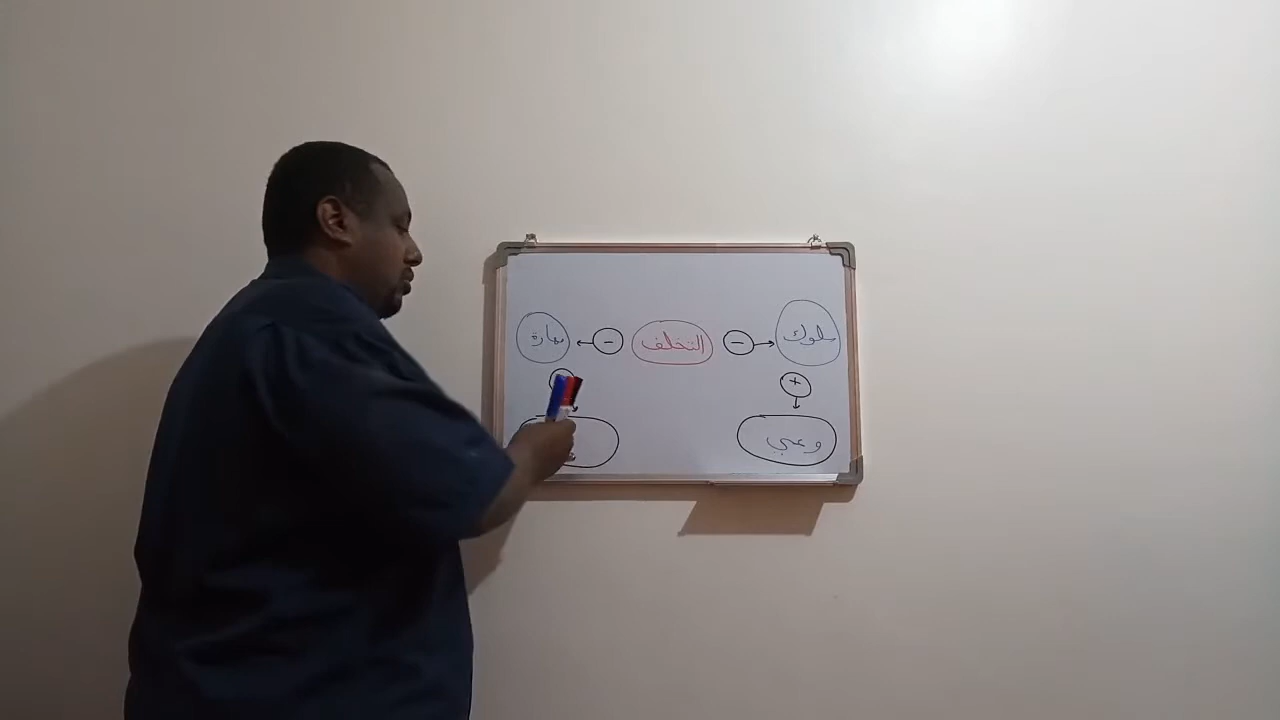 سلوك - التخلف - مهارة
+
وعي